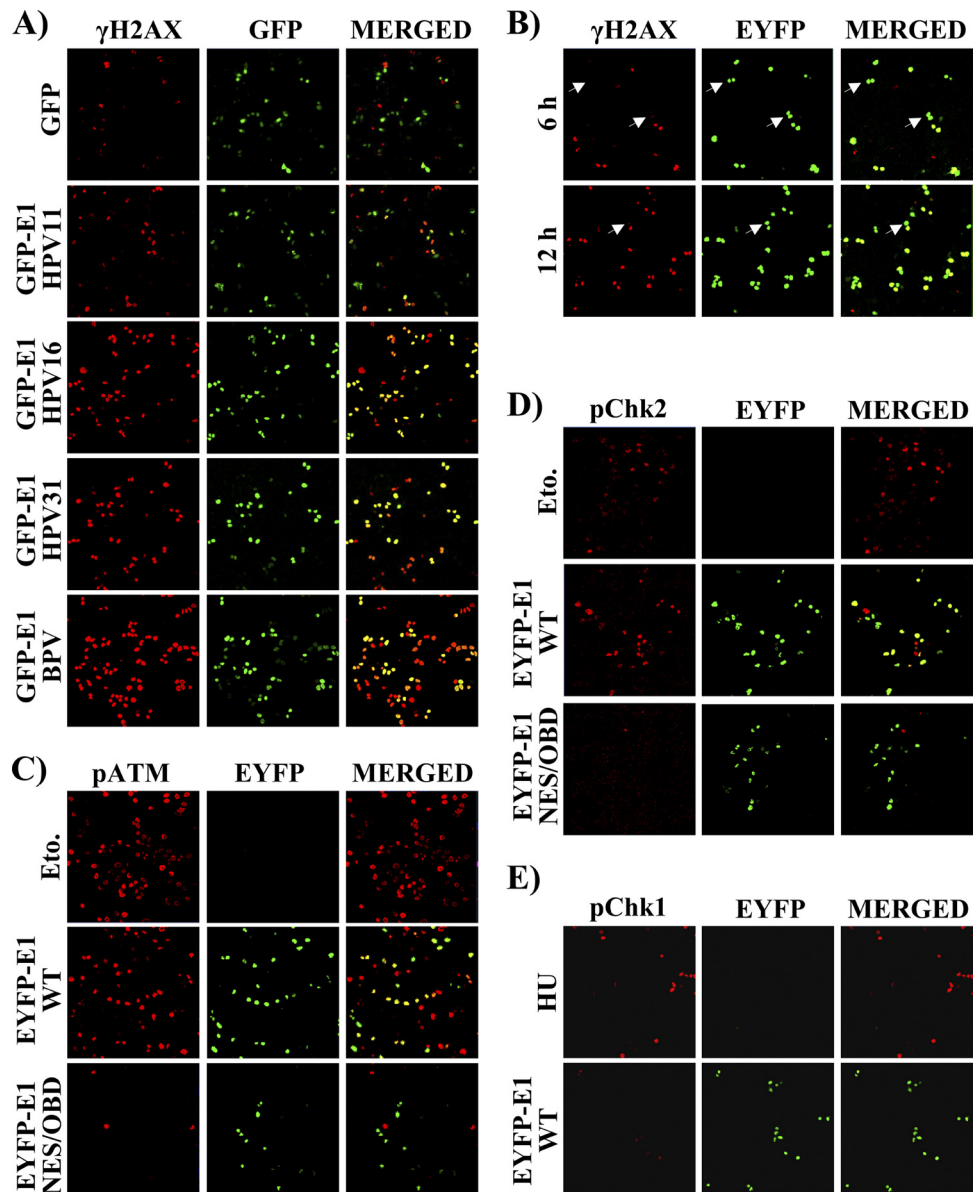 A)
γH2AX GFP MERGED
GFP
GFP-E1
HPV11
GFP-E1
HPV16
GFP-E1
HPV31
GFP-E1
BPV
B)
γH2AX EYFP MERGED
6 h
12 h
C)
pATM EYFP MERGED
Eto.
EYFP-E1
WT
EYFP-E1
NES/OBD
D)
pChk2 EYFP MERGED
Eto.
EYFP-E1
WT
EYFP-E1
NES/OBD
E)
pChk1 EYFP MERGED
HU
EYFP-E1
WT